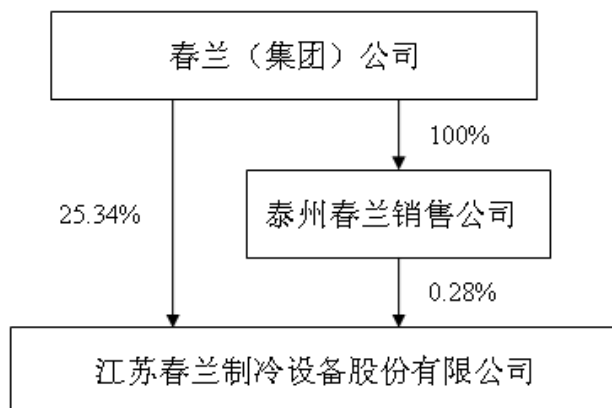 春兰（集团）公司
100%
25.34%
泰州春兰销售公司
0.28%
江苏春兰制冷设备股份有限公司